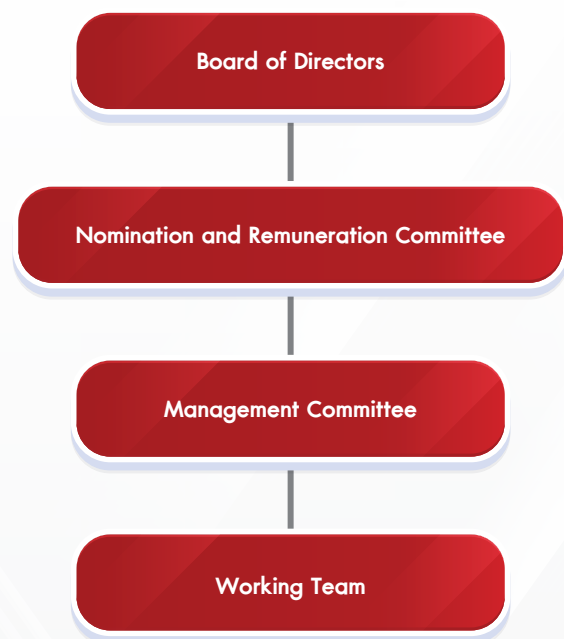 Board of Directors
Nomination and Remuneration Committee
Management Committee
Working Team